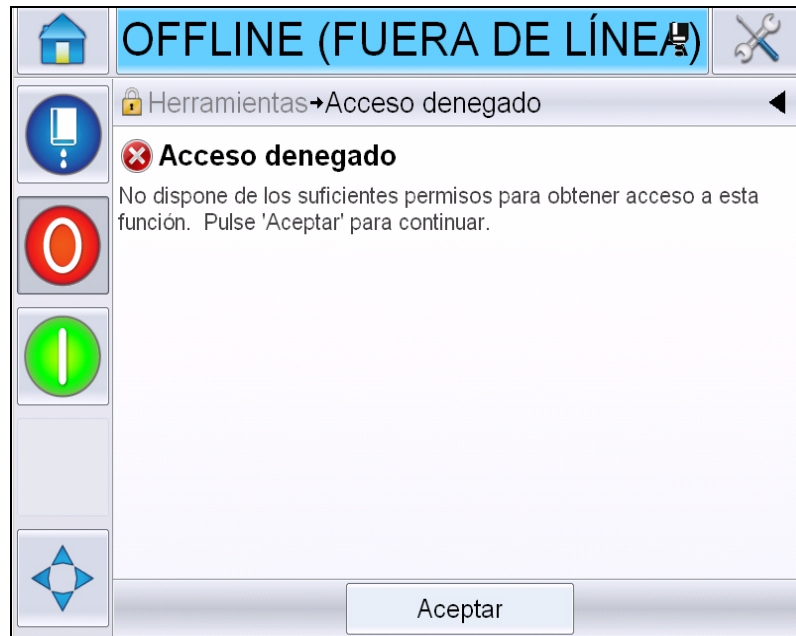 OFFLINE (FUERA DE LÍNEA)
Herramientas→Acceso denegado
Acceso denegado
No dispone de los suficientes permisos para obtener acceso a esta
función. Pulse 'Aceptar' para continuar.
Aceptar